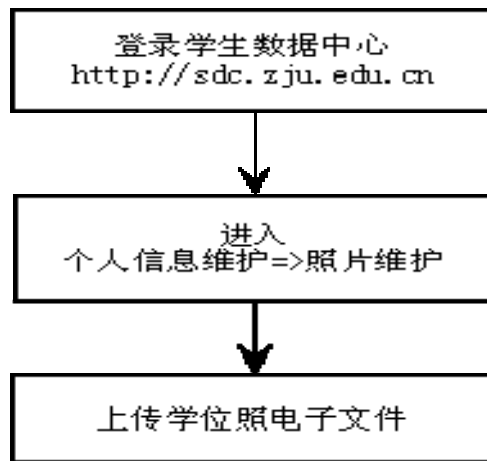 登录学生数据中心
http://sdc.zju.edu.cn
进入
个人信息维护=>照片维护
上传学位照电子文件